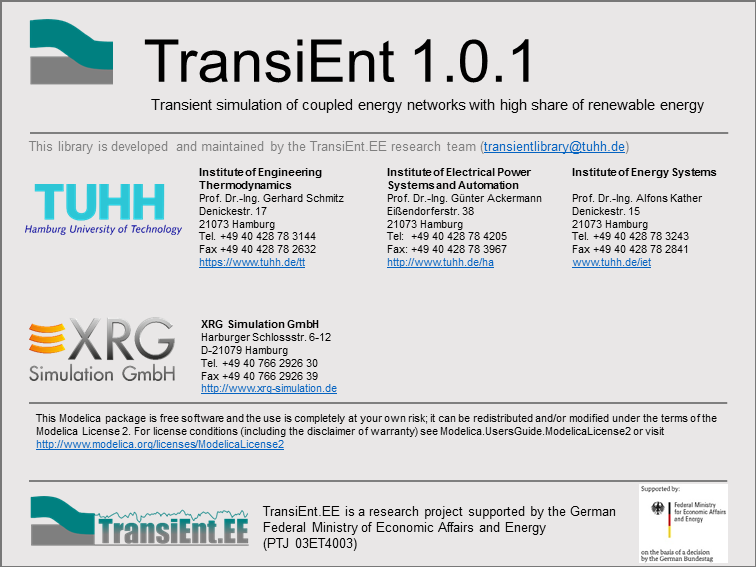 TransiEnt 1.0.1
Transient simulation of coupled energy networks with high share of renewable energy
This library is developed and maintained by the TransiEnt.EE research team (transientlibrary@tuhh.de)
TUHH
Hamburg University of Technology
Institute of Engineering
Thermodynamics
Prof. Dr.-Ing. Gerhard Schmitz
Denickestr. 17
21073 Hamburg
Tel. +49 40 428 78 3144
Fax +49 40 428 78 2632
https://www.tuhh.de/tt
Institute of Electrical Power
Systems and Automation
Prof. Dr.-Ing. Günter Ackermann
Eißendorferstr. 38
21073 Hamburg
Tel: +49 40 428 78 4205
Fax: +49 40 428 78 3967
http://www.tuhh.de/ha
Institute of Energy Systems
Prof. Dr.-Ing. Alfons Kather
Denickestr. 15
21073 Hamburg
Tel. +49 40 428 78 3243
Fax +49 40 428 78 2841
www.tuhh.de/iet
XRG
Simulation GmbH
XRG Simulation GmbH
Harburger Schlossstr. 6-12
D-21079 Hamburg
Tel. +49 40 766 2926 30
Fax +49 40 766 2926 39
http://www.xrg-simulation.de
This Modelica package is free software and the use is completely at your own risk; it can be redistributed and/or modified under the terms of the
Modelica License 2. For license conditions (including the disclaimer of warranty) see Modelica.UsersGuide.ModelicaLicense2 or visit
http://www.modelica.org/licenses/ModelicaLicense2
TransiEnt.EE
TransiEnt.EE is a research project supported by the German
Federal Ministry of Economic Affairs and Energy
(PTJ 03ET4003)
Supported by:
Federal Ministry
for Economic Affairs
and Energy
on the basis of a decision
by the German Bundestag